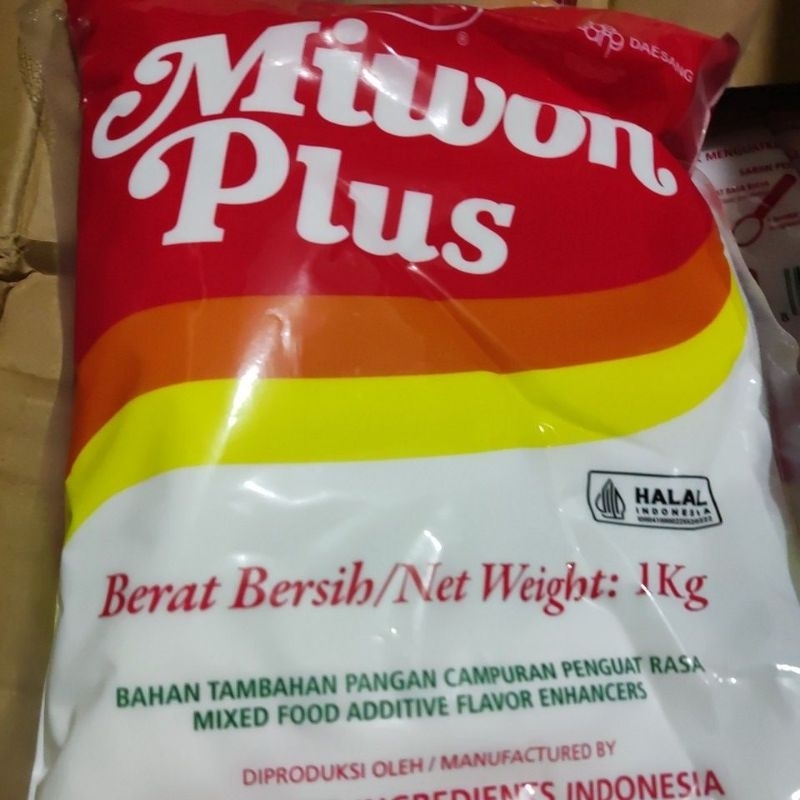 DAESANG
Miwon
Plus
HALAL
INDONESIA
Berat Bersih/Net Weight: 1Kg
BAHAN TAMBAHAN PANGAN CAMPURAN PENGUAT RASA
MIXED FOOD ADDITIVE FLAVOR ENHANCERS
DIPRODUKSI OLEH / MANUFACTURED BY
INGREDIENTS INDONESIA